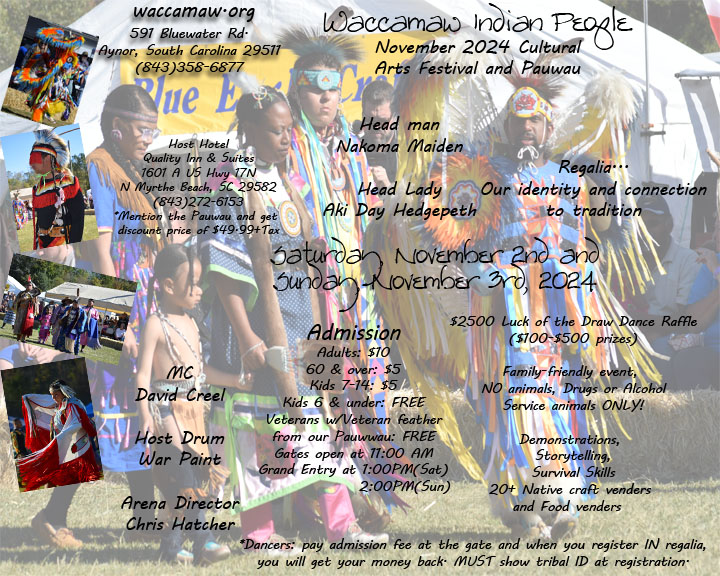 waccamaw.org
591 Bluewater Rd.
Aynor, South Carolina 29511
(843)358-6877
Waccamaw Indian People
November 2024 Cultural
Arts Festival and Pauwau
Head man
Nakoma Maiden
Host Hotel
Quality Inn & Suites
1601 A US Hwy 17N
N Myrthe Beach, SC 29582
(843)272-6153
*Mention the Pauwau and get
discount price of $49.99+Tax
Head Lady
Aki Day Hedgepeth
Regalia...
Our identity and connection
to tradition
Saturday, November 2nd and
Sunday-November 3rd, 2024
$2500 Luck of the Draw Dance Raffle
($100-$500 prizes)
Admission
Adults: $10
60 & over: $5
Kids 7-14: $5
Kids 6 & under: FREE
Veterans w/Veteran feather
from our Pauwwau: FREE
Gates open at 11:00 AM
Grand Entry at 1:00PM(Sat)
2:00PM(Sun)
MC
David Creel
Host Drum
War Paint
Arena Director
Chris Hatcher
Family-friendly event,
NO animals, Drugs or Alcohol
Service animals ONLY!
Demonstrations,
Storytelling,
Survival Skills
20+ Native craft venders
and Food venders
*Dancers: pay admission fee at the gate and when you register IN regalia,
you will get your money back. MUST show tribal ID at registration.
Blue